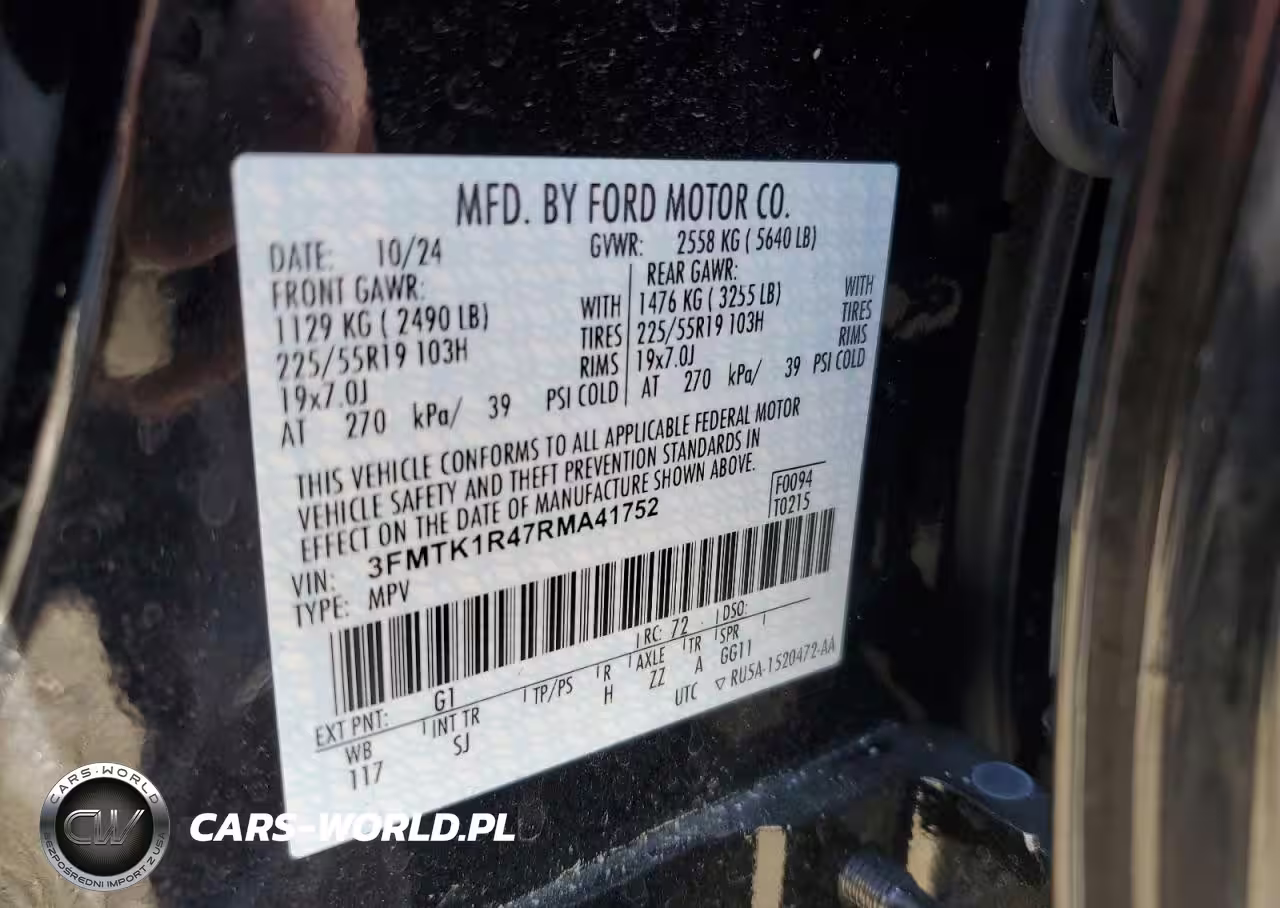 MFD. BY FORD MOTOR CO.
DATE: 10/24 GVWR: 2558 KG ( 5640 LB)
FRONT GAWR: REAR GAWR:
1129 KG ( 2490 LB) WITH 1476 KG ( 3255 LB) WITH
225/55R19 103H TIRES 225/55R19 103H TIRES
19x7.0J RIMS 19x7.0J RIMS
AT 270 kPa/ 39 PSI COLD AT 270 kPa/ 39 PSI COLD
THIS VEHICLE CONFORMS TO ALL APPLICABLE FEDERAL MOTOR
VEHICLE SAFETY AND THEFT PREVENTION STANDARDS IN
EFFECT ON THE DATE OF MANUFACTURE SHOWN ABOVE.
F0094
T0215
VIN: 3FMTK1R47RMA41752
TYPE: MPV
EXT PNT: G1 RC: 72 DSO:
WB INT TR TP/PS R AXLE TR SPR
117 SJ H ZZ A GG11
UTC ▽ RU5A-1520472-AA
CARS-WORLD
CW
BEZPOŚREDNI IMPORT Z USA
CARS-WORLD.PL